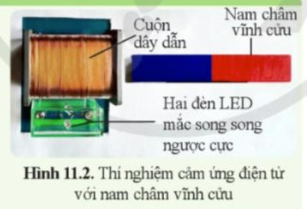 Nam châm
vĩnh cửu
Cuộn
dây dẫn
Hai đèn LED
mắc song song
ngược cực
Hình 11.2. Thí nghiệm cảm ứng điện từ
với nam châm vĩnh cửu